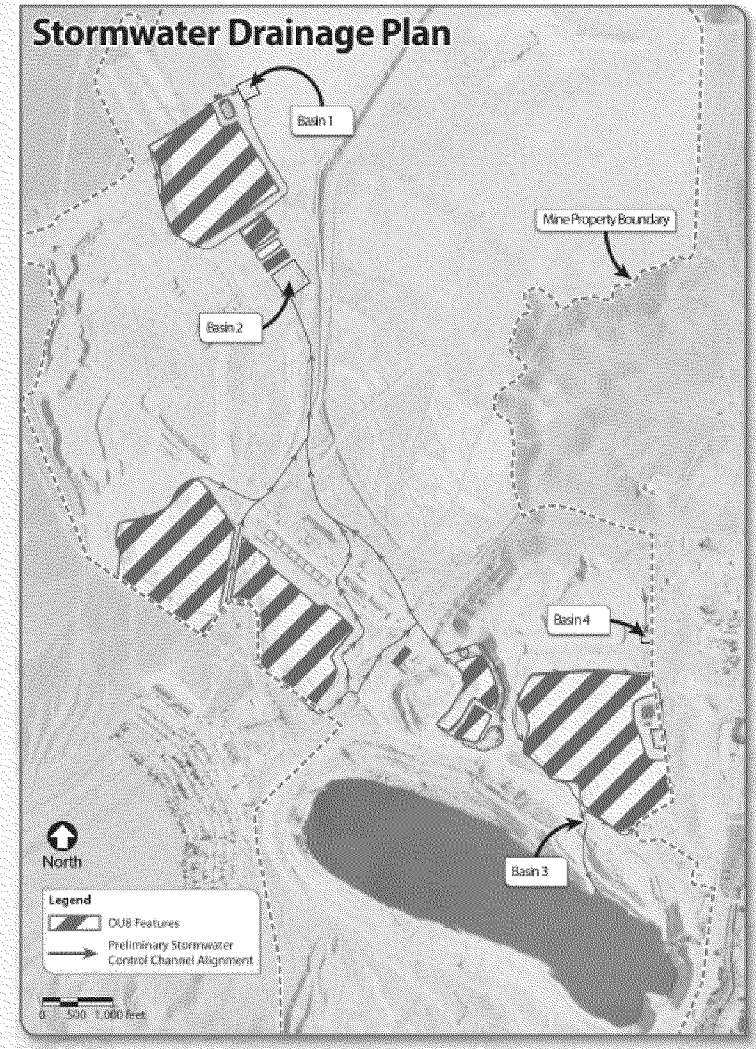 Stormwater Drainage Plan
Basin 1
Mine Property Boundary
Basin 2
Basin 4
Basin 3
North
Legend
OU8 Features
Preliminary Stormwater
Control Channel Alignment
0 500 1,000 feet